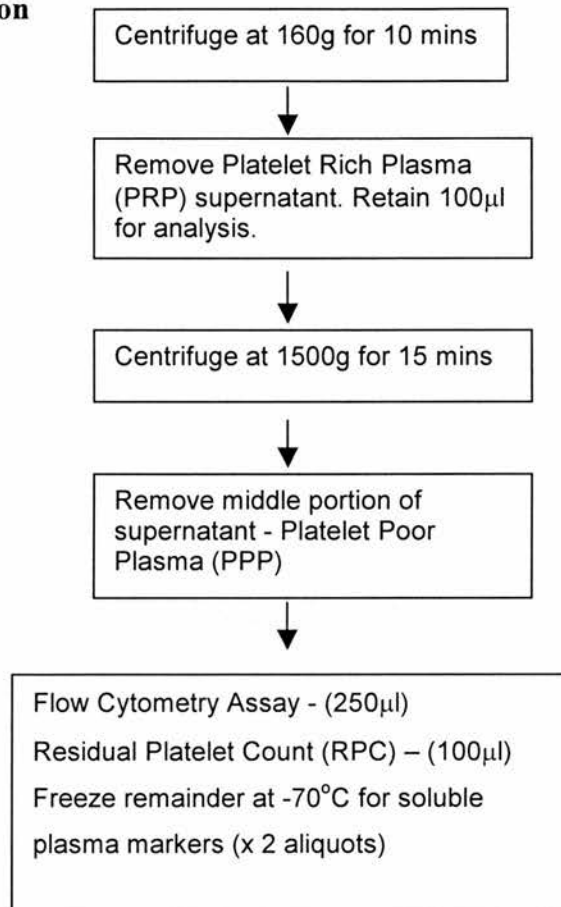 on
Centrifuge at 160g for 10 mins
Remove Platelet Rich Plasma
(PRP) supernatant. Retain 100µl
for analysis.
Centrifuge at 1500g for 15 mins
Remove middle portion of
supernatant - Platelet Poor
Plasma (PPP)
Flow Cytometry Assay - (250µl)
Residual Platelet Count (RPC) – (100µl)
Freeze remainder at -70°C for soluble
plasma markers (x 2 aliquots)